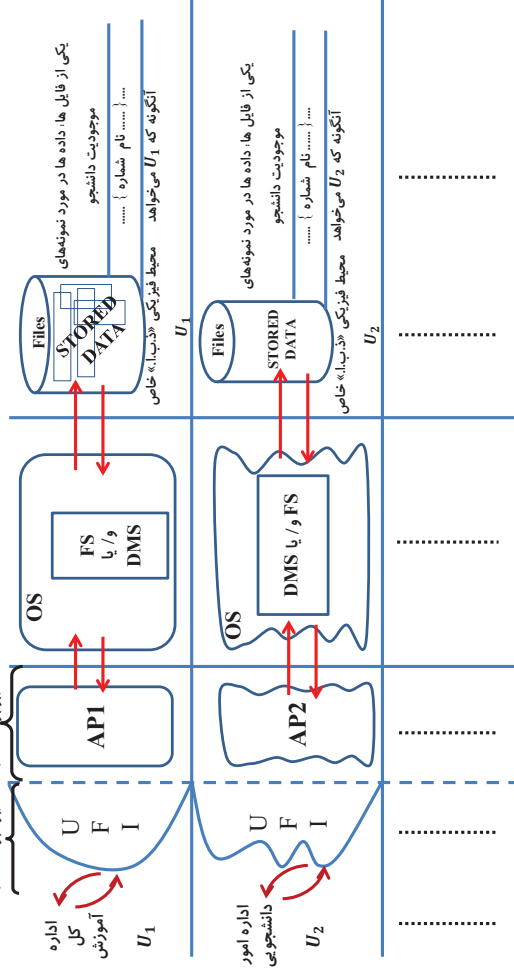 اداره
کل
آموزش
U₁
U
F
I
AP1
OS
FS
و / یا
DMS
Files
STORED
DATA
یکی از فایل ها: داده ها در مورد نمونه‌های
موجودیت دانشجو
...... { شماره نام ...... } ....
محیط فیزیکی «ذ.ب.ا.» خاص
آنگونه که U₁ می‌خواهد
U₁
اداره امور
دانشجویی
U₂
U
F
I
AP2
OS
FS و / یا DMS
Files
STORED
DATA
یکی از فایل ها: داده ها در مورد نمونه‌های
موجودیت دانشجو
...... { شماره نام ...... } ....
محیط فیزیکی «ذ.ب.ا.» خاص
آنگونه که U₂ می‌خواهد
U₂
..................
..................
..................
..................
..................
..................